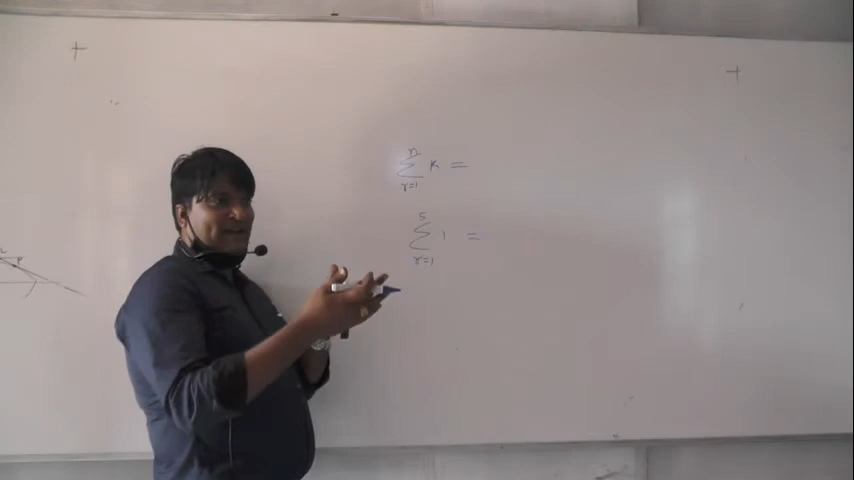 n
Σ K =
r=1
5
Σ 1 =
r=1